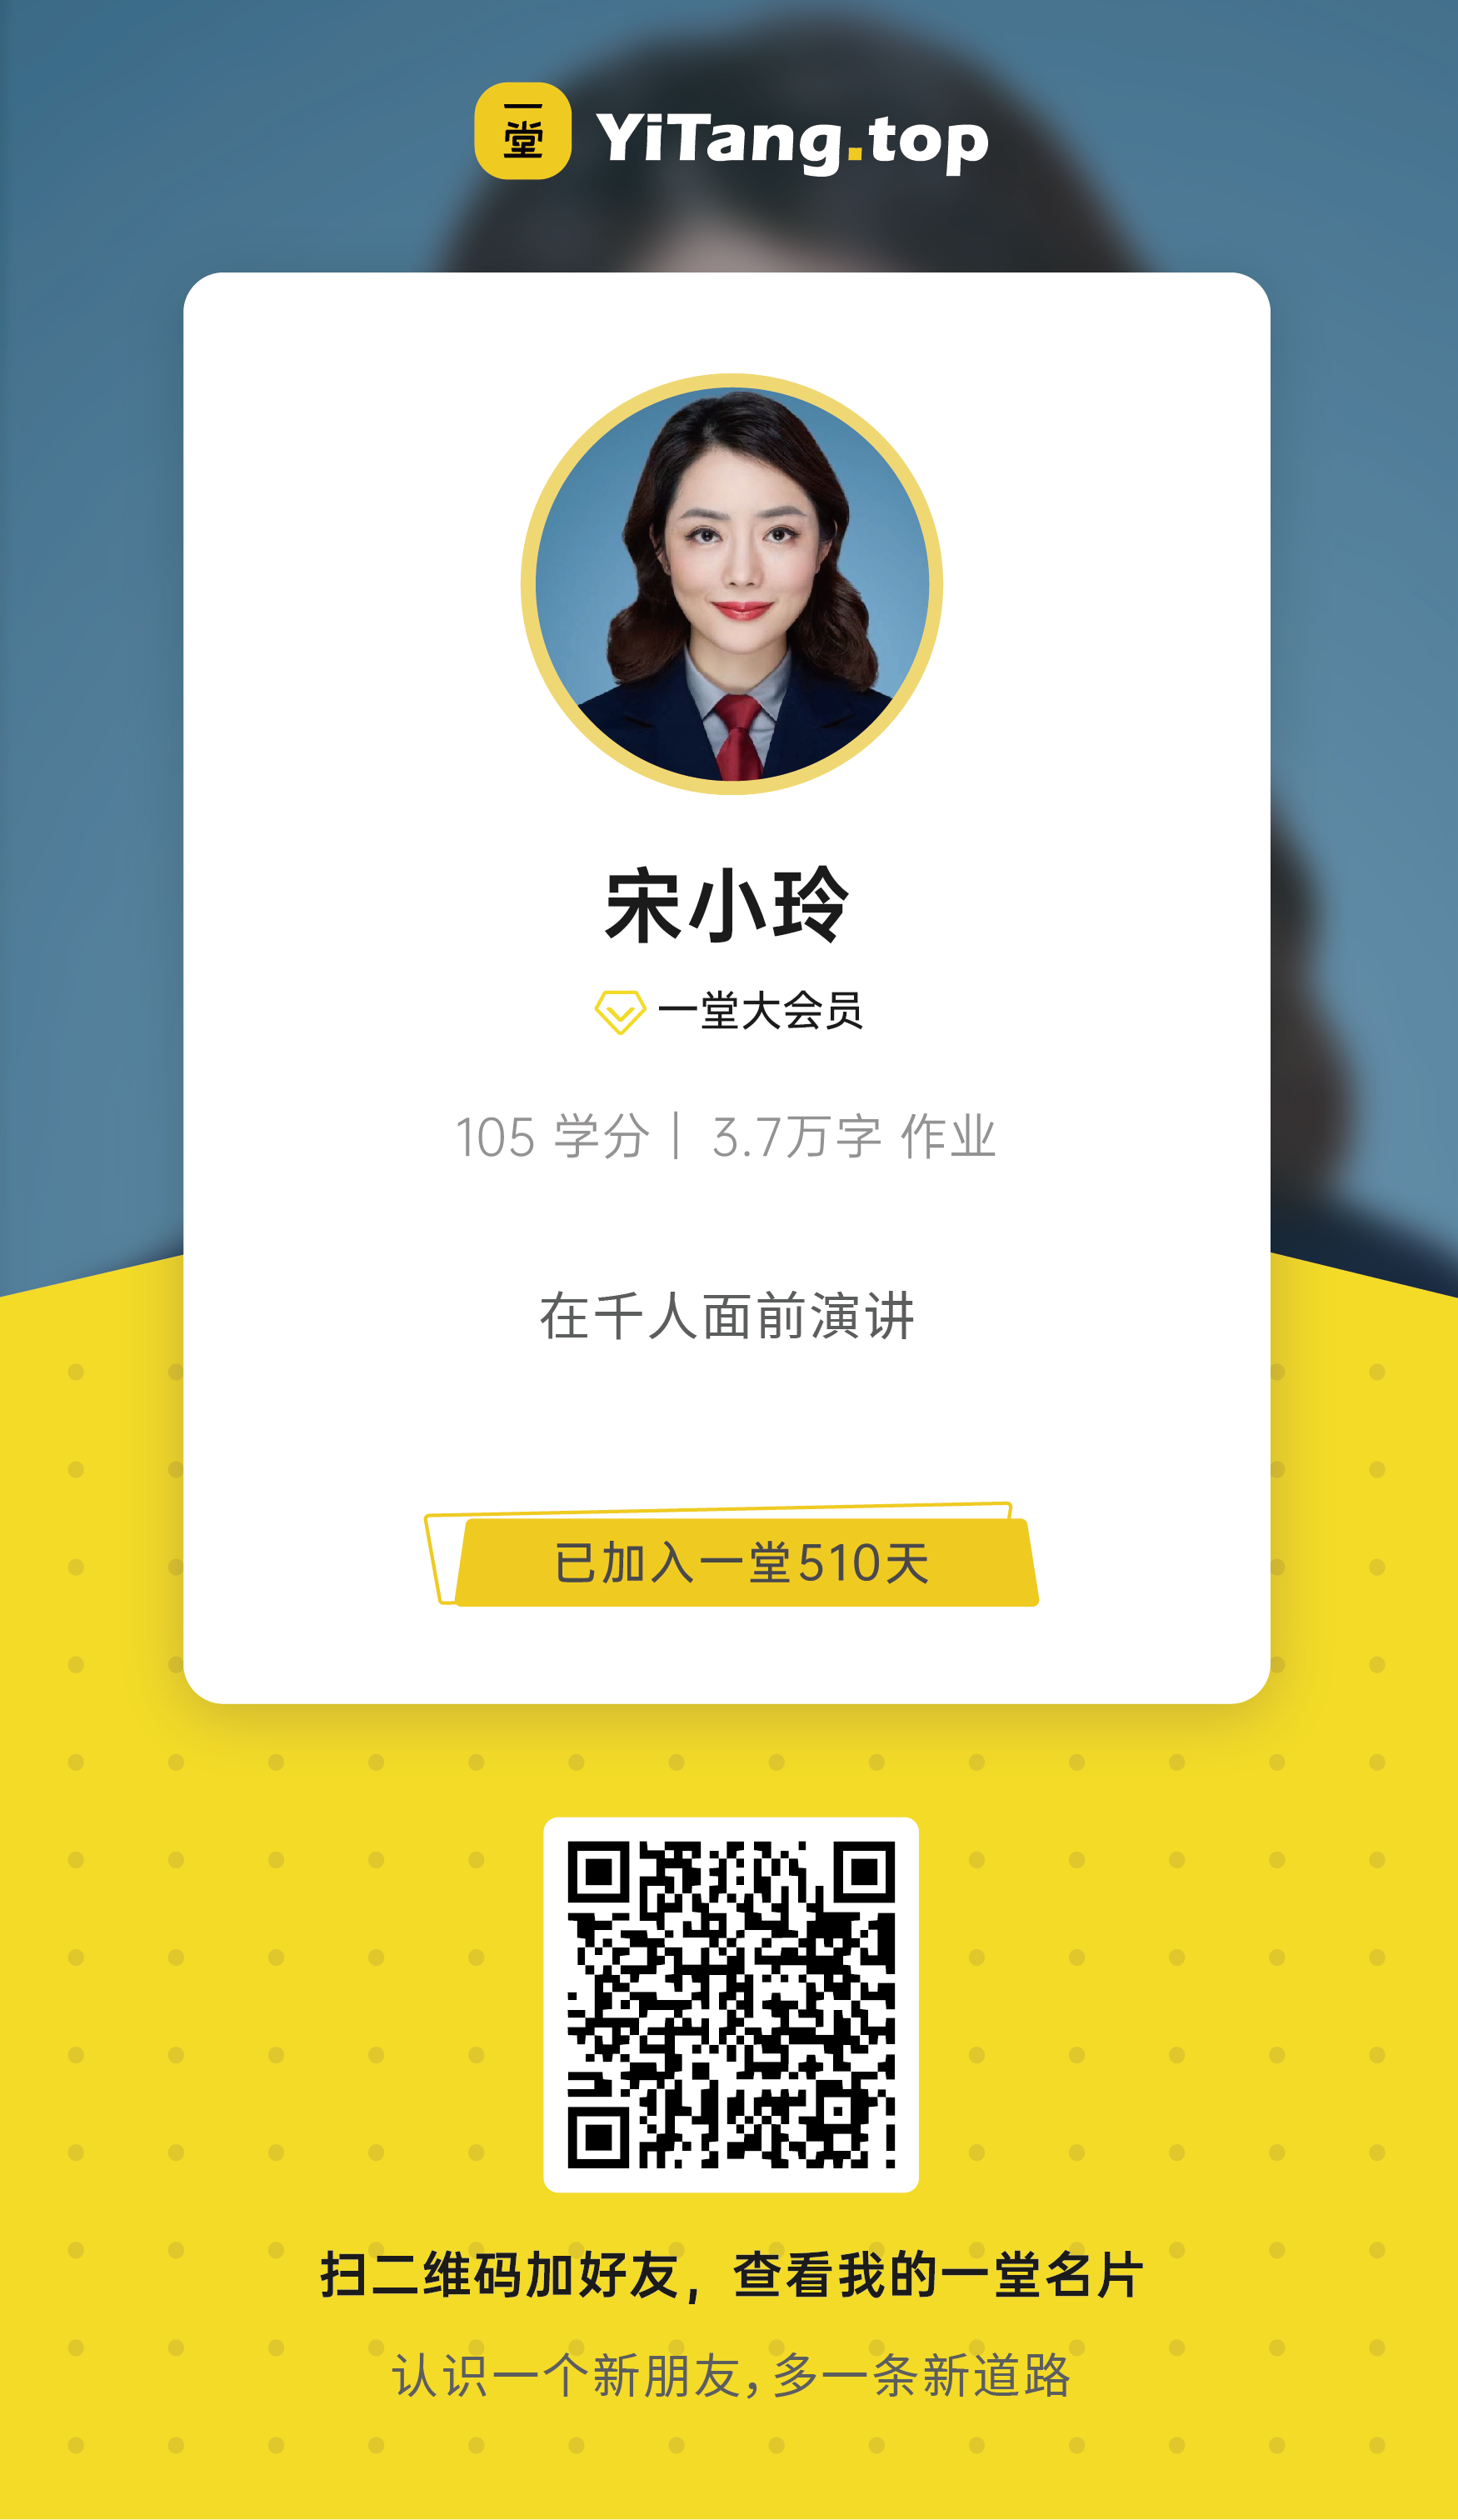 一堂 YiTang.top
宋小玲
一堂大会员
105 学分 | 3.7万字 作业
在千人面前演讲
已加入一堂510天
扫二维码加好友，查看我的一堂名片
认识一个新朋友，多一条新道路